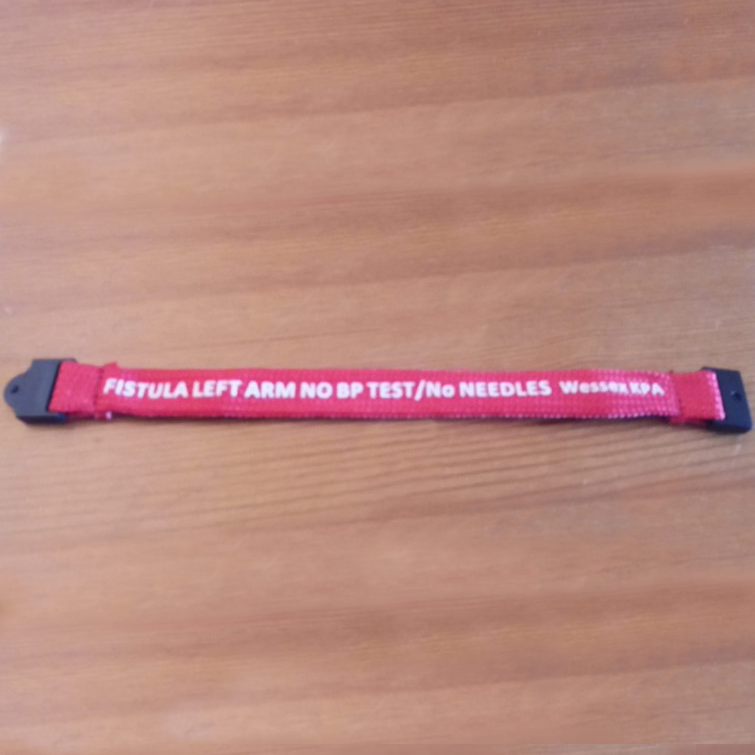 FISTULA LEFT ARM NO BP TEST/No NEEDLES Wessex KPA